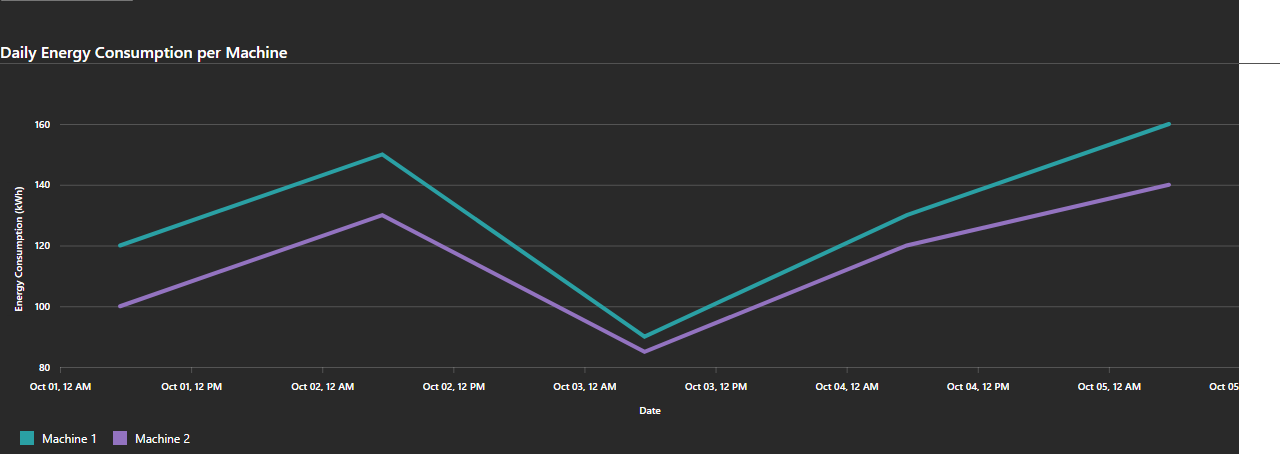 Daily Energy Consumption per Machine
160
140
120
100
80
Energy Consumption (kWh)
Oct 01, 12 AM
Oct 01, 12 PM
Oct 02, 12 AM
Oct 02, 12 PM
Oct 03, 12 AM
Oct 03, 12 PM
Oct 04, 12 AM
Oct 04, 12 PM
Oct 05, 12 AM
Oct 05
Date
Machine 1
Machine 2